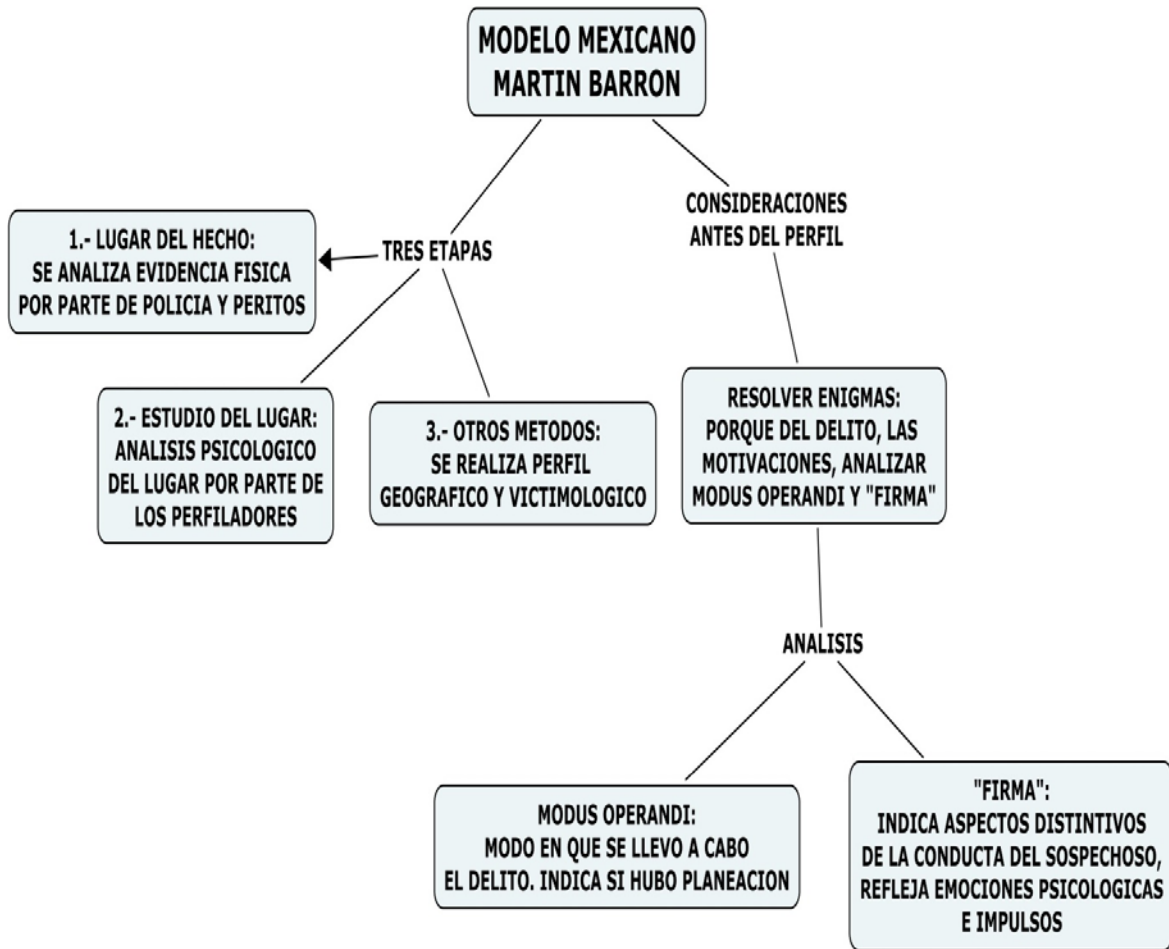 MODELO MEXICANO
MARTIN BARRON
CONSIDERACIONES
ANTES DEL PERFIL
TRES ETAPAS
1.- LUGAR DEL HECHO:
SE ANALIZA EVIDENCIA FISICA
POR PARTE DE POLICIA Y PERITOS
2.- ESTUDIO DEL LUGAR:
ANALISIS PSICOLOGICO
DEL LUGAR POR PARTE DE
LOS PERFILADORES
3.- OTROS METODOS:
SE REALIZA PERFIL
GEOGRAFICO Y VICTIMOLOGICO
RESOLVER ENIGMAS:
PORQUE DEL DELITO, LAS
MOTIVACIONES, ANALIZAR
MODUS OPERANDI Y "FIRMA"
ANALISIS
MODUS OPERANDI:
MODO EN QUE SE LLEVO A CABO
EL DELITO. INDICA SI HUBO PLANEACION
"FIRMA":
INDICA ASPECTOS DISTINTIVOS
DE LA CONDUCTA DEL SOSPECHOSO,
REFLEJA EMOCIONES PSICOLOGICAS
E IMPULSOS